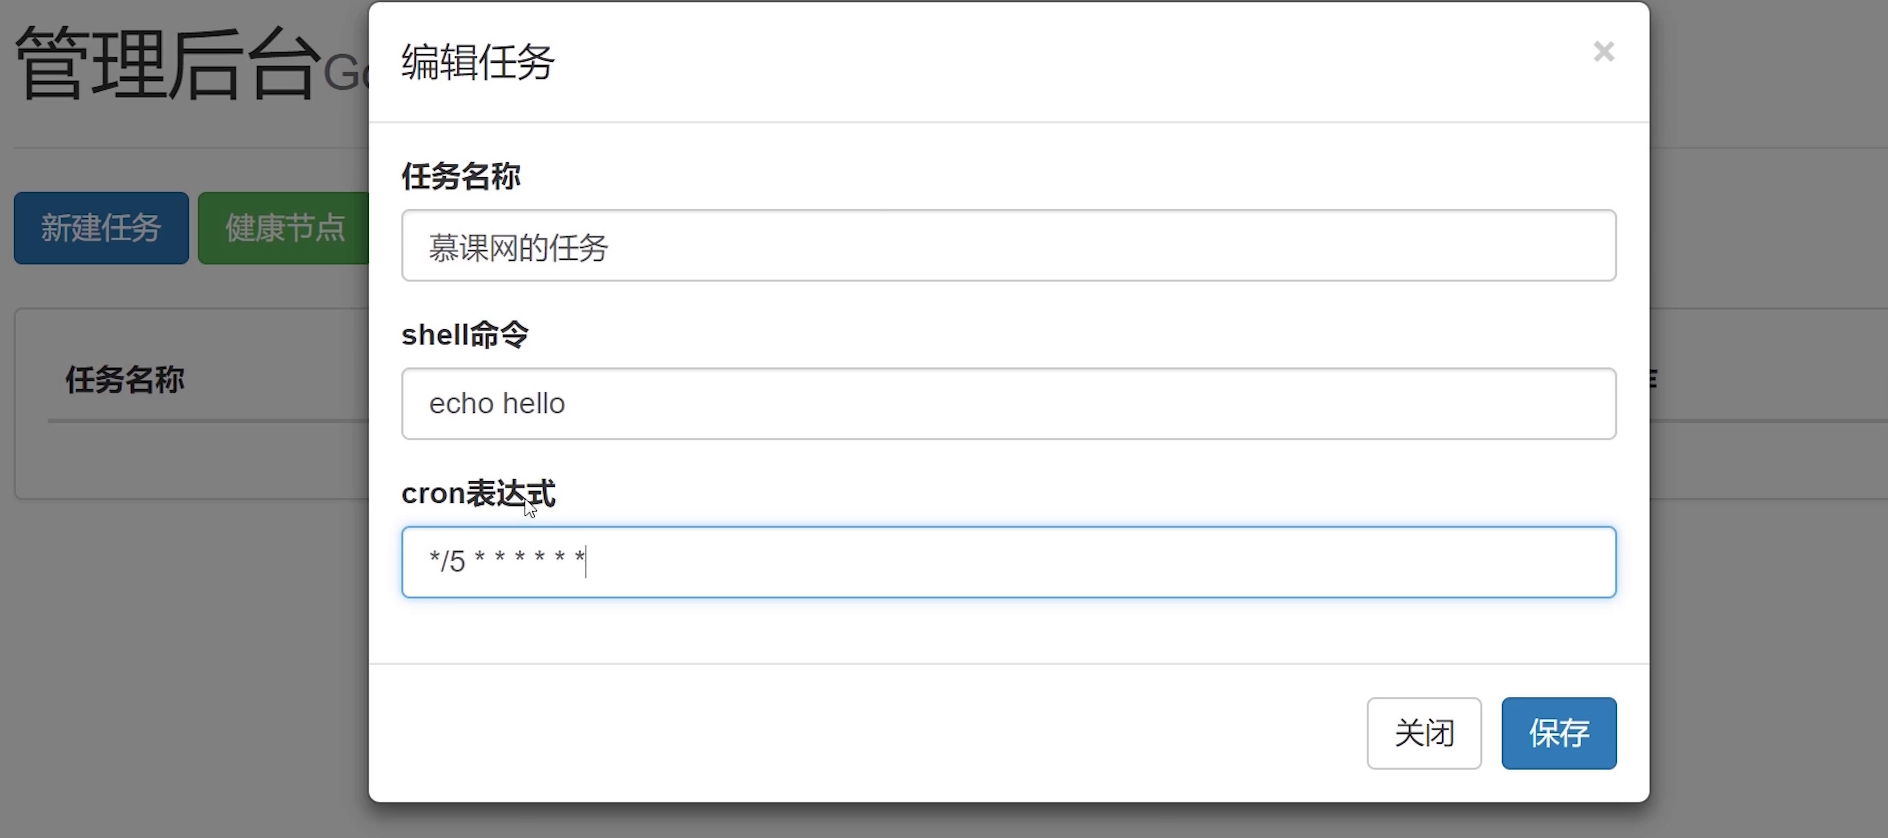 管理后台
编辑任务
×
任务名称
慕课网的任务
新建任务 健康节点
shell命令
echo hello
任务名称
cron表达式
*/5 * * * * * *
关闭 保存